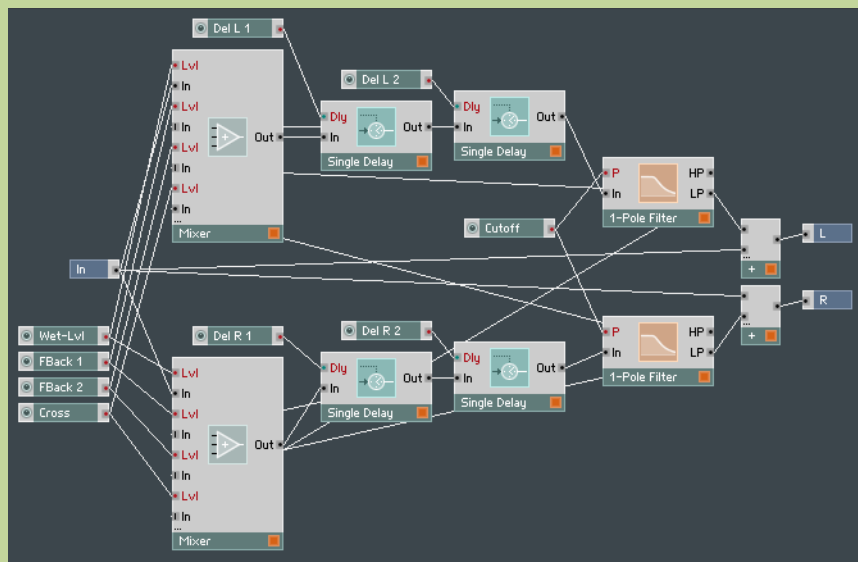 Del L 1
Lvl
In
Lvl
In
Lvl
In
Lvl
In
...
Out
Mixer
Del L 2
Dly
In
Out
Single Delay
Dly
In
Out
Single Delay
P
In
HP
LP
1-Pole Filter
Cutoff
...
+
L
In
...
+
R
Wet-Lvl
FBack 1
FBack 2
Cross
Del R 1
Lvl
In
Lvl
In
Lvl
In
Lvl
In
...
Out
Mixer
Del R 2
Dly
In
Out
Single Delay
Dly
In
Out
Single Delay
P
In
HP
LP
1-Pole Filter